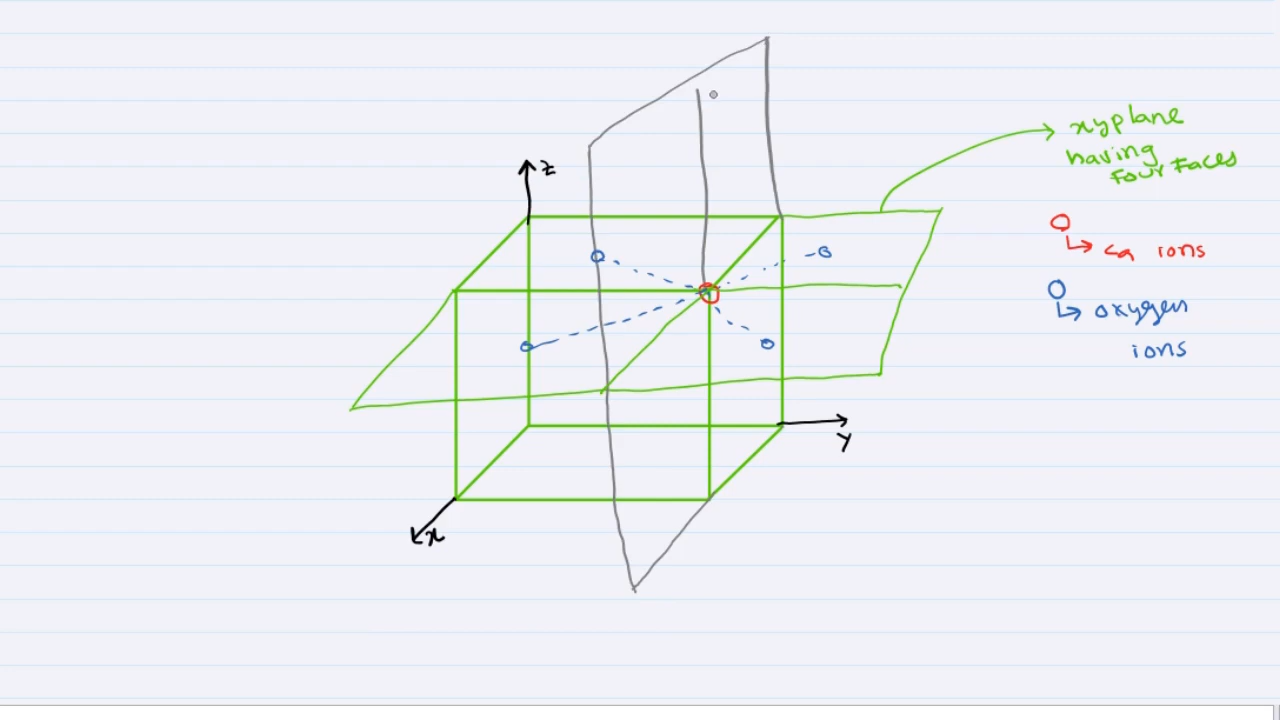 z
xyplane
having
four faces
ca ions
oxygen
ions
y
x